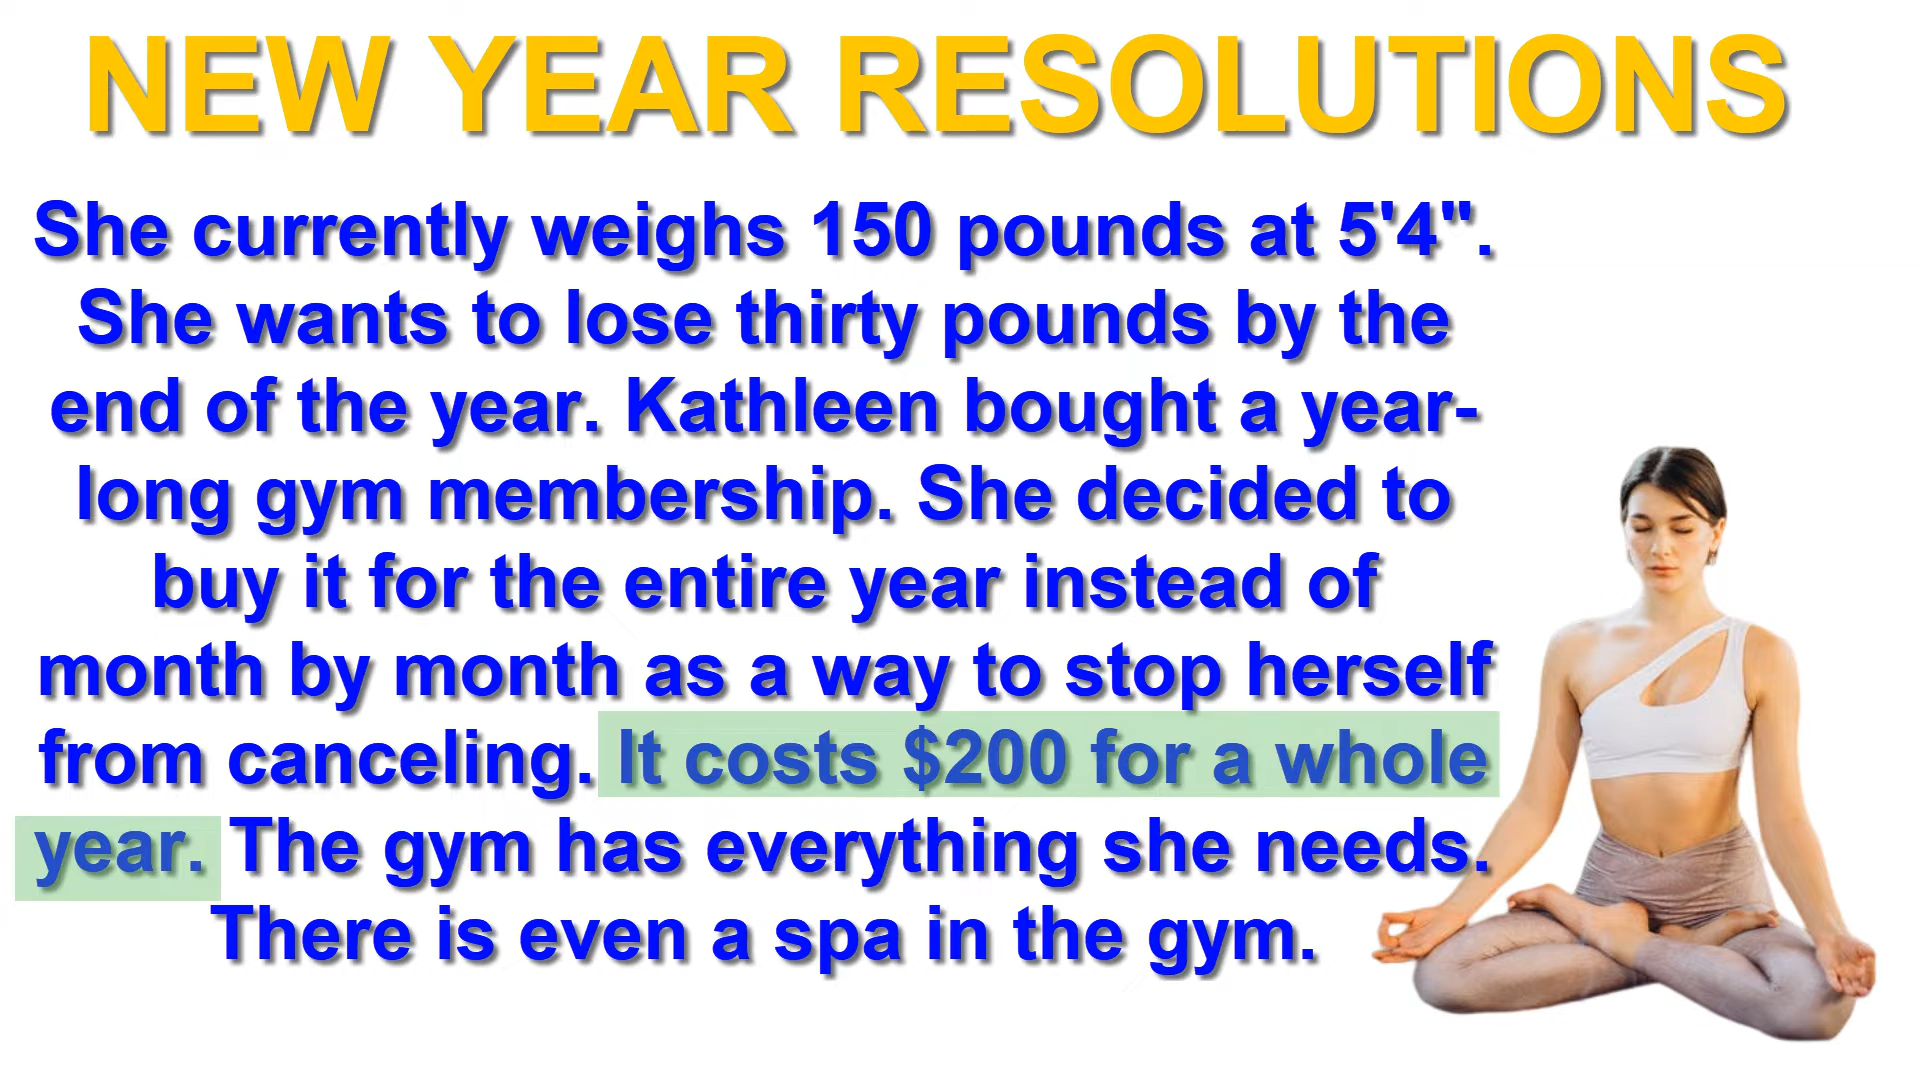 NEW YEAR RESOLUTIONS
She currently weighs 150 pounds at 5'4".
She wants to lose thirty pounds by the
end of the year. Kathleen bought a year-
long gym membership. She decided to
buy it for the entire year instead of
month by month as a way to stop herself
from canceling. It costs $200 for a whole
year. The gym has everything she needs.
There is even a spa in the gym.